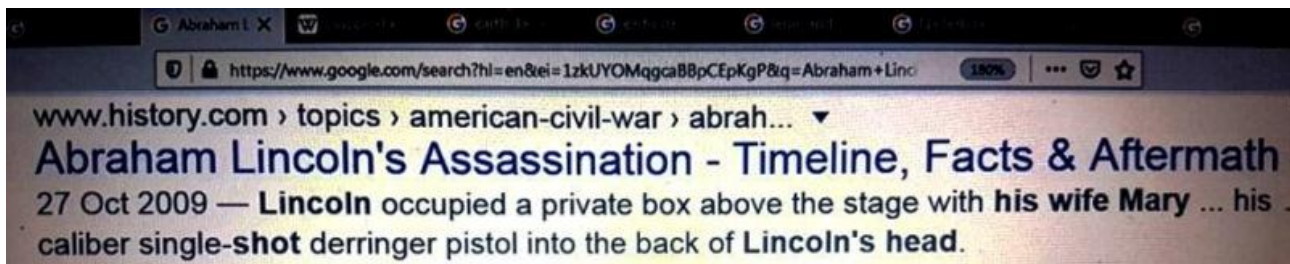 Abraham L
https://www.google.com/search?hl=en&ei=1zkUYOMqgcaBBpCEpKgP&q=Abraham+Linc 180%
www.history.com › topics › american-civil-war › abrah...
Abraham Lincoln's Assassination - Timeline, Facts & Aftermath
27 Oct 2009 — Lincoln occupied a private box above the stage with his wife Mary ... his
caliber single-shot derringer pistol into the back of Lincoln's head.